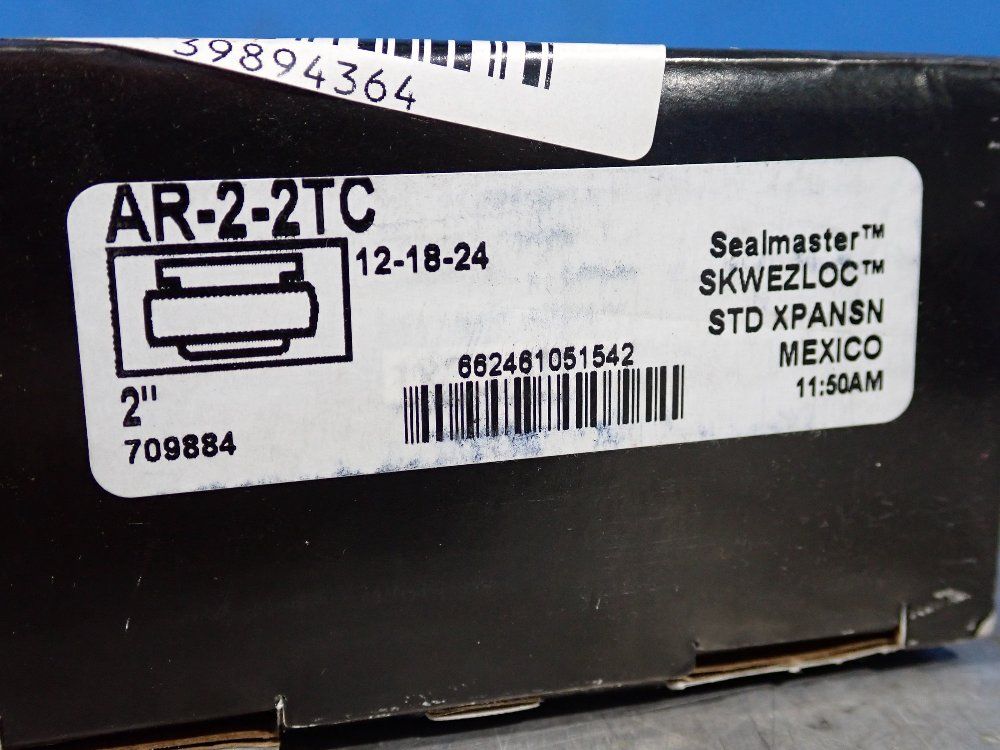 39894364
AR-2-2TC
12-18-24
2"
709884
662461051542
Sealmaster™
SKWEZLOC™
STD XPANSN
MEXICO
11:50AM